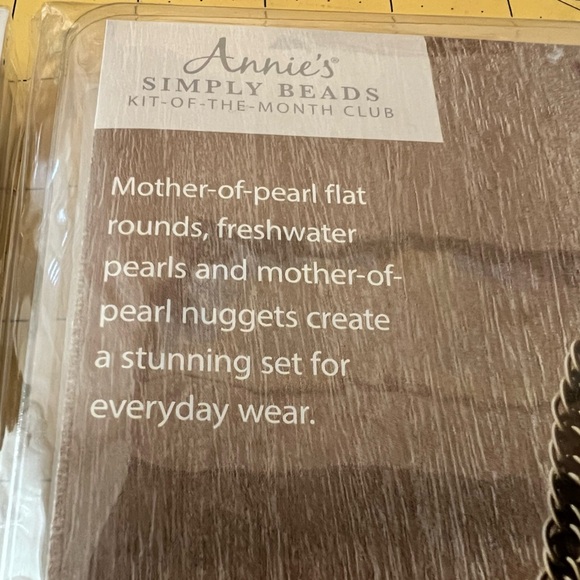 Annie's®
SIMPLY BEADS
KIT-OF-THE-MONTH CLUB
Mother-of-pearl flat
rounds, freshwater
pearls and mother-of-
pearl nuggets create
a stunning set for
everyday wear.